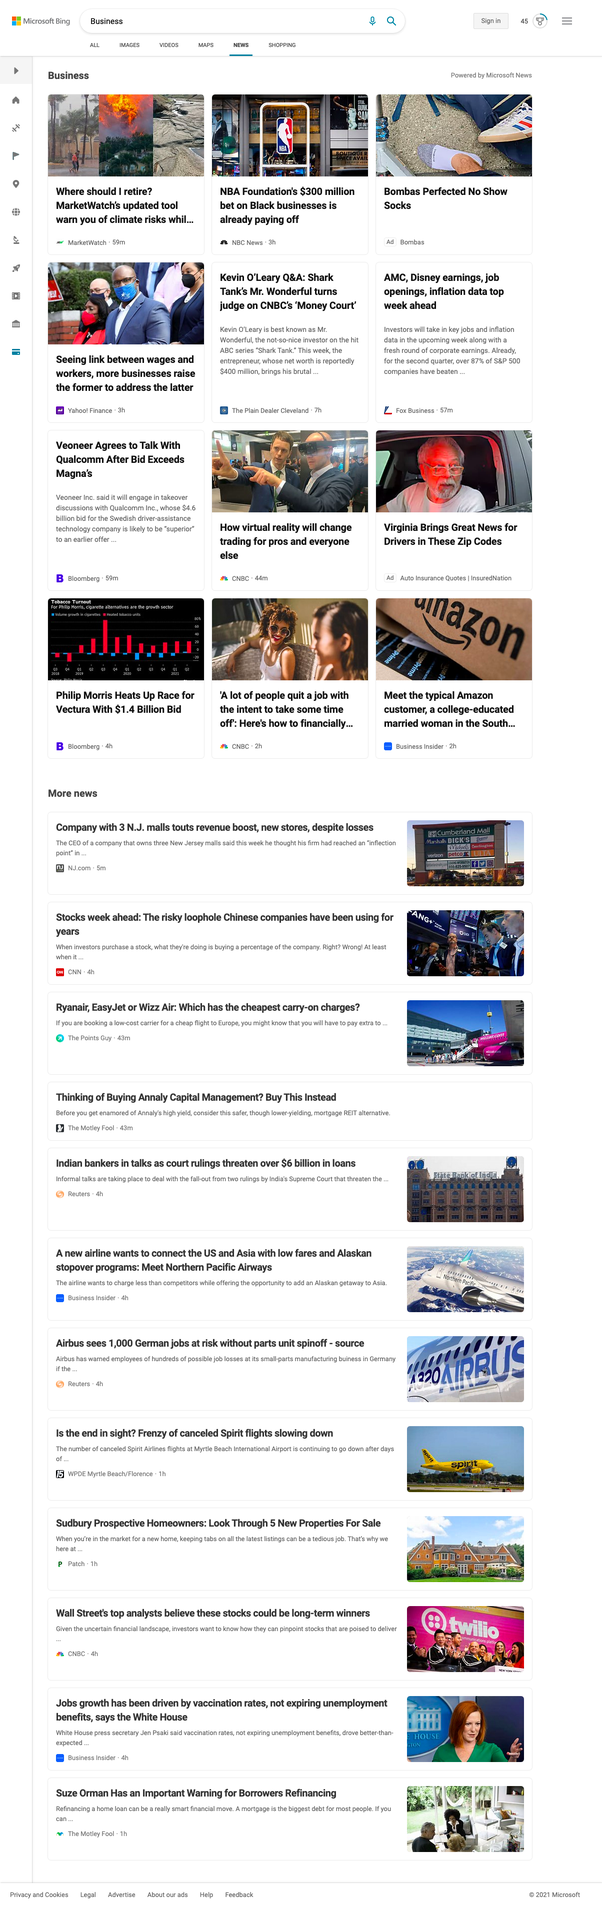 Microsoft Bing
Business
Sign in
45
ALL
IMAGES
VIDEOS
MAPS
NEWS
SHOPPING
Business
Powered by Microsoft News
Where should I retire?
MarketWatch's updated tool
warn you of climate risks whil...
MarketWatch · 59m
NBA Foundation's $300 million
bet on Black businesses is
already paying off
NBC News · 3h
Bombas Perfected No Show
Socks
Ad Bombas
Seeing link between wages and
workers, more businesses raise
the former to address the latter
Yahoo! Finance · 3h
Kevin O'Leary Q&A: Shark
Tank's Mr. Wonderful turns
judge on CNBC's 'Money Court'
Kevin O'Leary is best known as Mr.
Wonderful, the not-so-nice investor on the hit
ABC series "Shark Tank." This week, the
entrepreneur, whose net worth is reportedly
$400 million, brings his brutal ...
The Plain Dealer Cleveland · 7h
AMC, Disney earnings, job
openings, inflation data top
week ahead
Investors will take in key jobs and inflation
data in the upcoming week along with a
fresh round of corporate earnings. Already,
for the second quarter, over 87% of S&P 500
companies have beaten ...
Fox Business · 57m
Veoneer Agrees to Talk With
Qualcomm After Bid Exceeds
Magna's
Veoneer Inc. said it will engage in takeover
discussions with Qualcomm Inc., whose $4.6
billion bid for the Swedish driver-assistance
technology company is likely to be "superior"
to an earlier offer ...
Bloomberg · 59m
How virtual reality will change
trading for pros and everyone
else
CNBC · 44m
Virginia Brings Great News for
Drivers in These Zip Codes
Ad Auto Insurance Quotes | InsuredNation
Tobacco Turnout
For Philip Morris, cigarette alternatives are the growth sector
Volume growth in cigarettes Heated tobacco units
Philip Morris Heats Up Race for
Vectura With $1.4 Billion Bid
Bloomberg · 4h
'A lot of people quit a job with
the intent to take some time
off': Here's how to financially...
CNBC · 2h
amazon
Meet the typical Amazon
customer, a college-educated
married woman in the South...
Business Insider · 2h
More news
Company with 3 N.J. malls touts revenue boost, new stores, despite losses
The CEO of a company that owns three New Jersey malls said this week he thought his firm had reached an "inflection
point" in ...
NJ.com · 5m
Cumberland Mall
Marshalls DICK'S
verizon
Stocks week ahead: The risky loophole Chinese companies have been using for
years
When investors purchase a stock, what they're doing is buying a percentage of the company. Right? Wrong! At least
when it ...
CNN · 4h
Ryanair, EasyJet or Wizz Air: Which has the cheapest carry-on charges?
If you are booking a low-cost carrier for a cheap flight to Europe, you might know that you will have to pay extra to ...
The Points Guy · 43m
Thinking of Buying Annaly Capital Management? Buy This Instead
Before you get enamored of Annaly's high yield, consider this safer, though lower-yielding, mortgage REIT alternative.
The Motley Fool · 43m
Indian bankers in talks as court rulings threaten over $6 billion in loans
Informal talks are taking place to deal with the fall-out from two rulings by India's Supreme Court that threaten the ...
Reuters · 4h
State Bank of India
A new airline wants to connect the US and Asia with low fares and Alaskan
stopover programs: Meet Northern Pacific Airways
The airline wants to charge less than competitors while offering the opportunity to add an Alaskan getaway to Asia.
Business Insider · 4h
Northern Pacific
Airbus sees 1,000 German jobs at risk without parts unit spinoff - source
Airbus has warned employees of hundreds of possible job losses at its small-parts manufacturing buiness in Germany
if the ...
Reuters · 4h
A320 AIRBUS
Is the end in sight? Frenzy of canceled Spirit flights slowing down
The number of canceled Spirit Airlines flights at Myrtle Beach International Airport is continuing to go down after days
of ...
WPDE Myrtle Beach/Florence · 1h
spirit
Sudbury Prospective Homeowners: Look Through 5 New Properties For Sale
When you're in the market for a new home, keeping tabs on all the latest listings can be a tedious job. That's why we
here at ...
Patch · 1h
Wall Street's top analysts believe these stocks could be long-term winners
Given the uncertain financial landscape, investors want to know how they can pinpoint stocks that are poised to deliver
...
CNBC · 4h
twilio
Jobs growth has been driven by vaccination rates, not expiring unemployment
benefits, says the White House
White House press secretary Jen Psaki said vaccination rates, not expiring unemployment benefits, drove better-than-
expected ...
Business Insider · 4h
Suze Orman Has an Important Warning for Borrowers Refinancing
Refinancing a home loan can be a really smart financial move. A mortgage is the biggest debt for most people. If you
can ...
The Motley Fool · 1h
Privacy and Cookies
Legal
Advertise
About our ads
Help
Feedback
© 2021 Microsoft